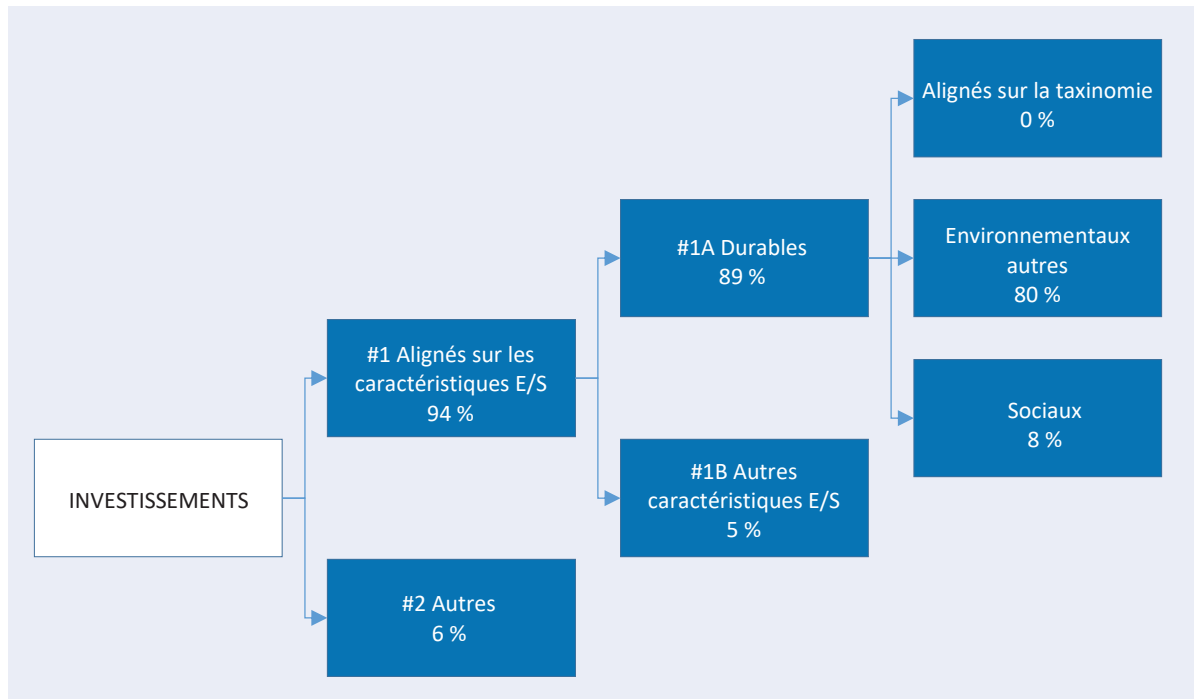 INVESTISSEMENTS
#1 Alignés sur les
caractéristiques E/S
94 %
#2 Autres
6 %
#1A Durables
89 %
#1B Autres
caractéristiques E/S
5 %
Alignés sur la taxinomie
0 %
Environnementaux
autres
80 %
Sociaux
8 %